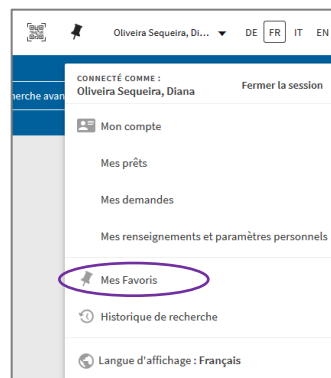 Oliveira Sequeira, Di... DE FR IT EN
CONNECTÉ COMME :
Oliveira Sequeira, Diana Fermer la session
erche avan
Mon compte
Mes prêts
Mes demandes
Mes renseignements et paramètres personnels
Mes Favoris
Historique de recherche
Langue d'affichage : Français